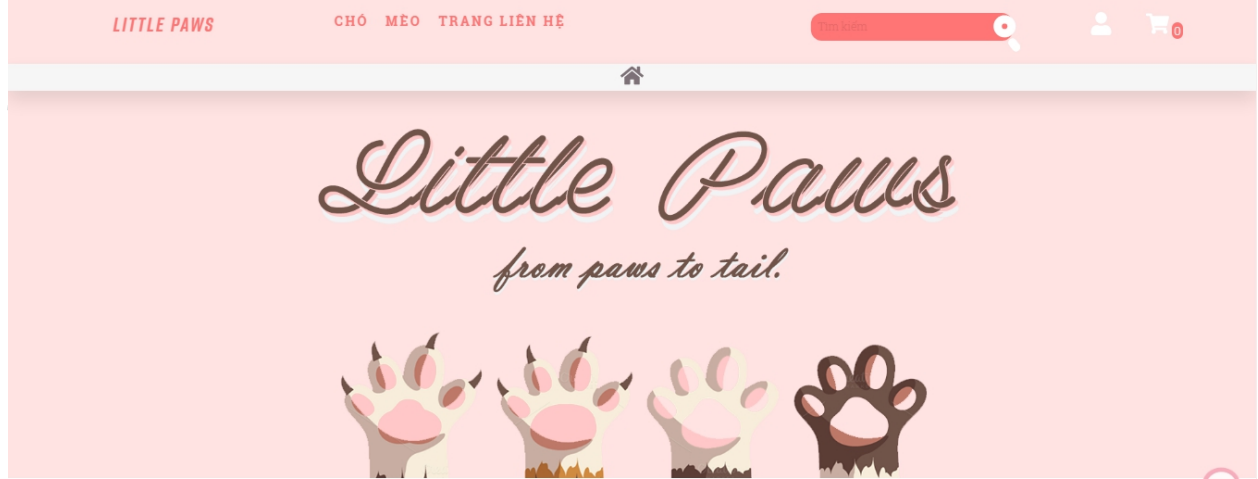 LITTLE PAWS
CHÓ MÈO TRANG LIÊN HỆ
Tìm kiếm
0
Little Paws
from paws to tail.